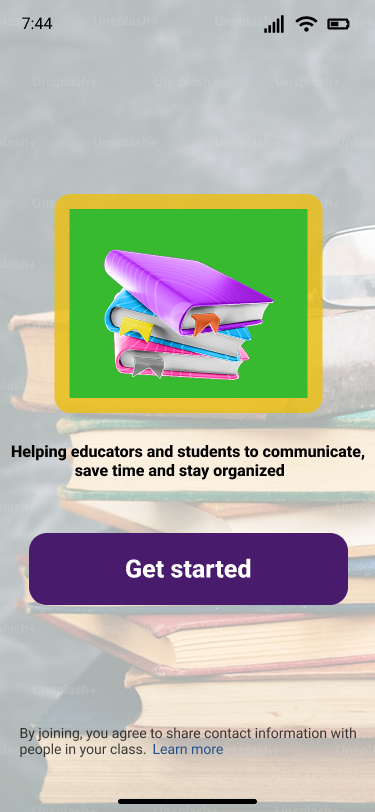 7:44
Unsplash+
Helping educators and students to communicate,
save time and stay organized
Get started
By joining, you agree to share contact information with
people in your class. Learn more